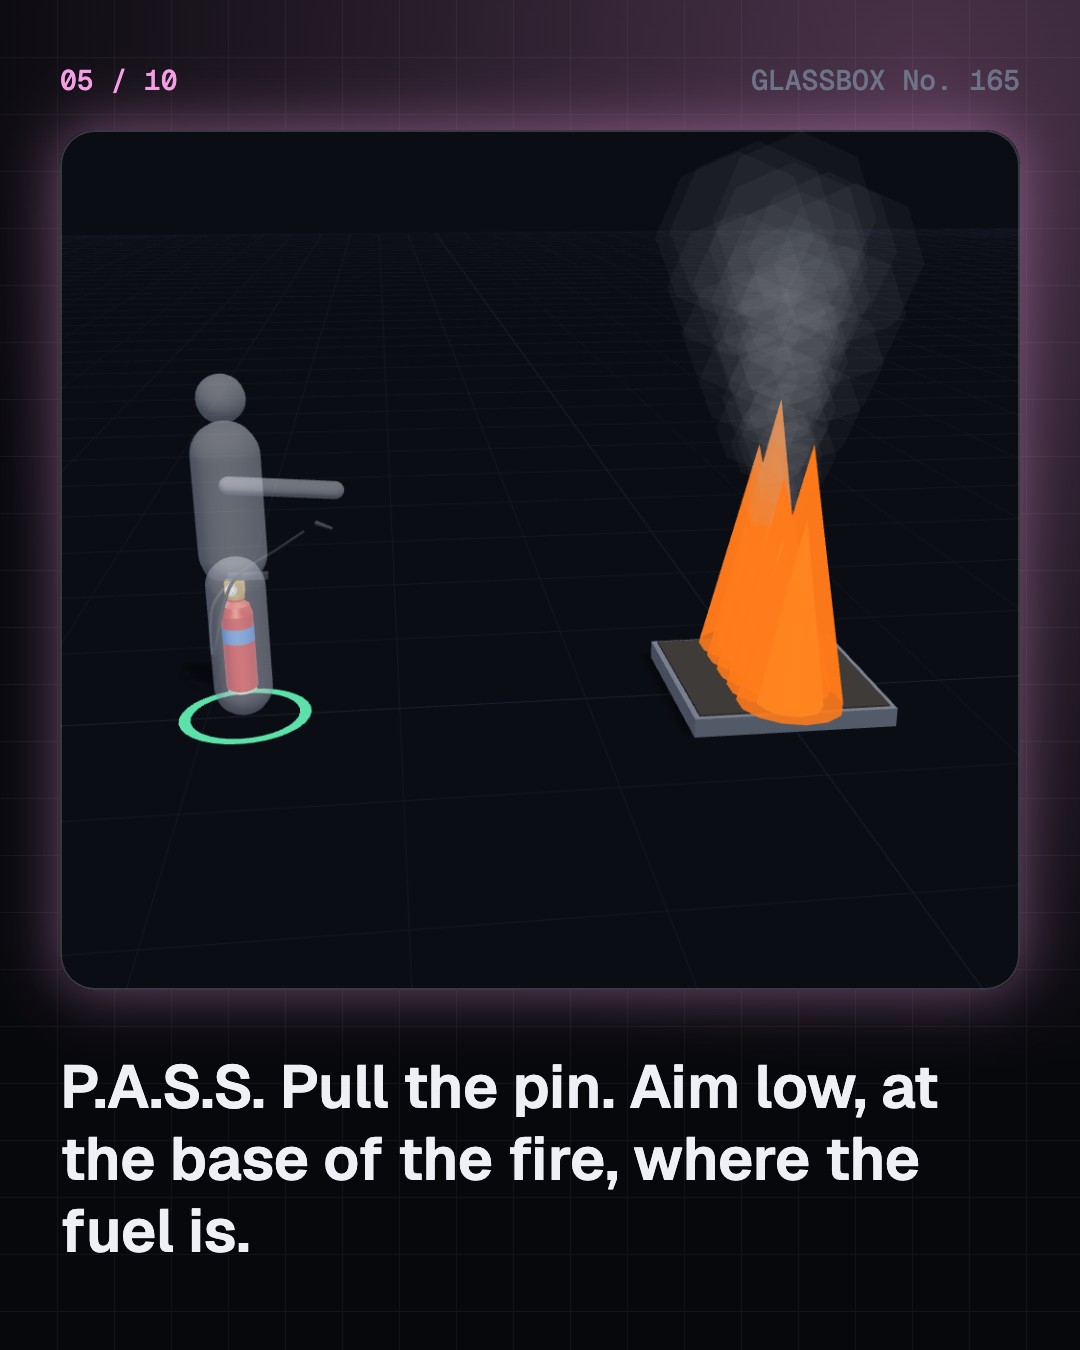 05 / 10
GLASSBOX No. 165
P.A.S.S. Pull the pin. Aim low, at
the base of the fire, where the
fuel is.